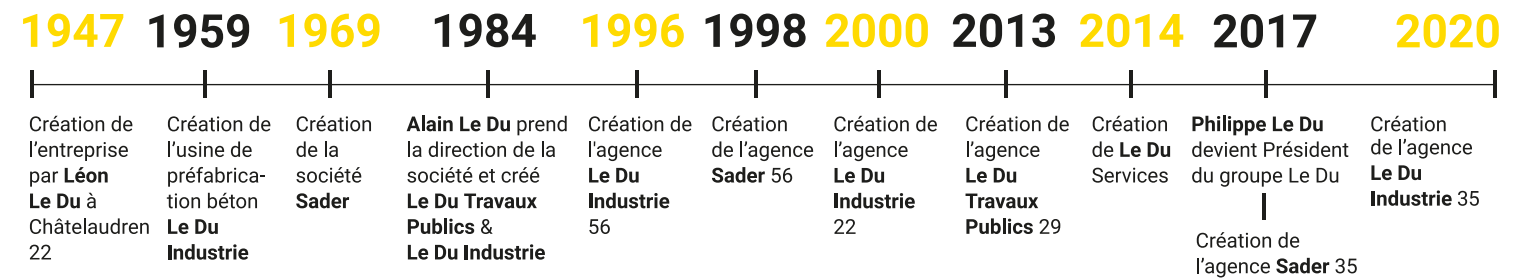 1947 1959 1969 1984 1996 1998 2000 2013 2014 2017 2020
Création de
l'entreprise
par Léon
Le Du à
Châtelaudren
22
Création de
l'usine de
préfabrica-
tion béton
Le Du
Industrie
Création
de la
société
Sader
Alain Le Du prend
la direction de la
société et créé
Le Du Travaux
Publics &
Le Du Industrie
Création de
l'agence
Le Du
Industrie
56
Création
de l'agence
Sader 56
Création de
l'agence
Le Du
Industrie
22
Création de
l'agence
Le Du
Travaux
Publics 29
Création
de Le Du
Services
Philippe Le Du
devient Président
du groupe Le Du
Création de
l'agence Sader 35
Création
de l'agence
Le Du
Industrie 35